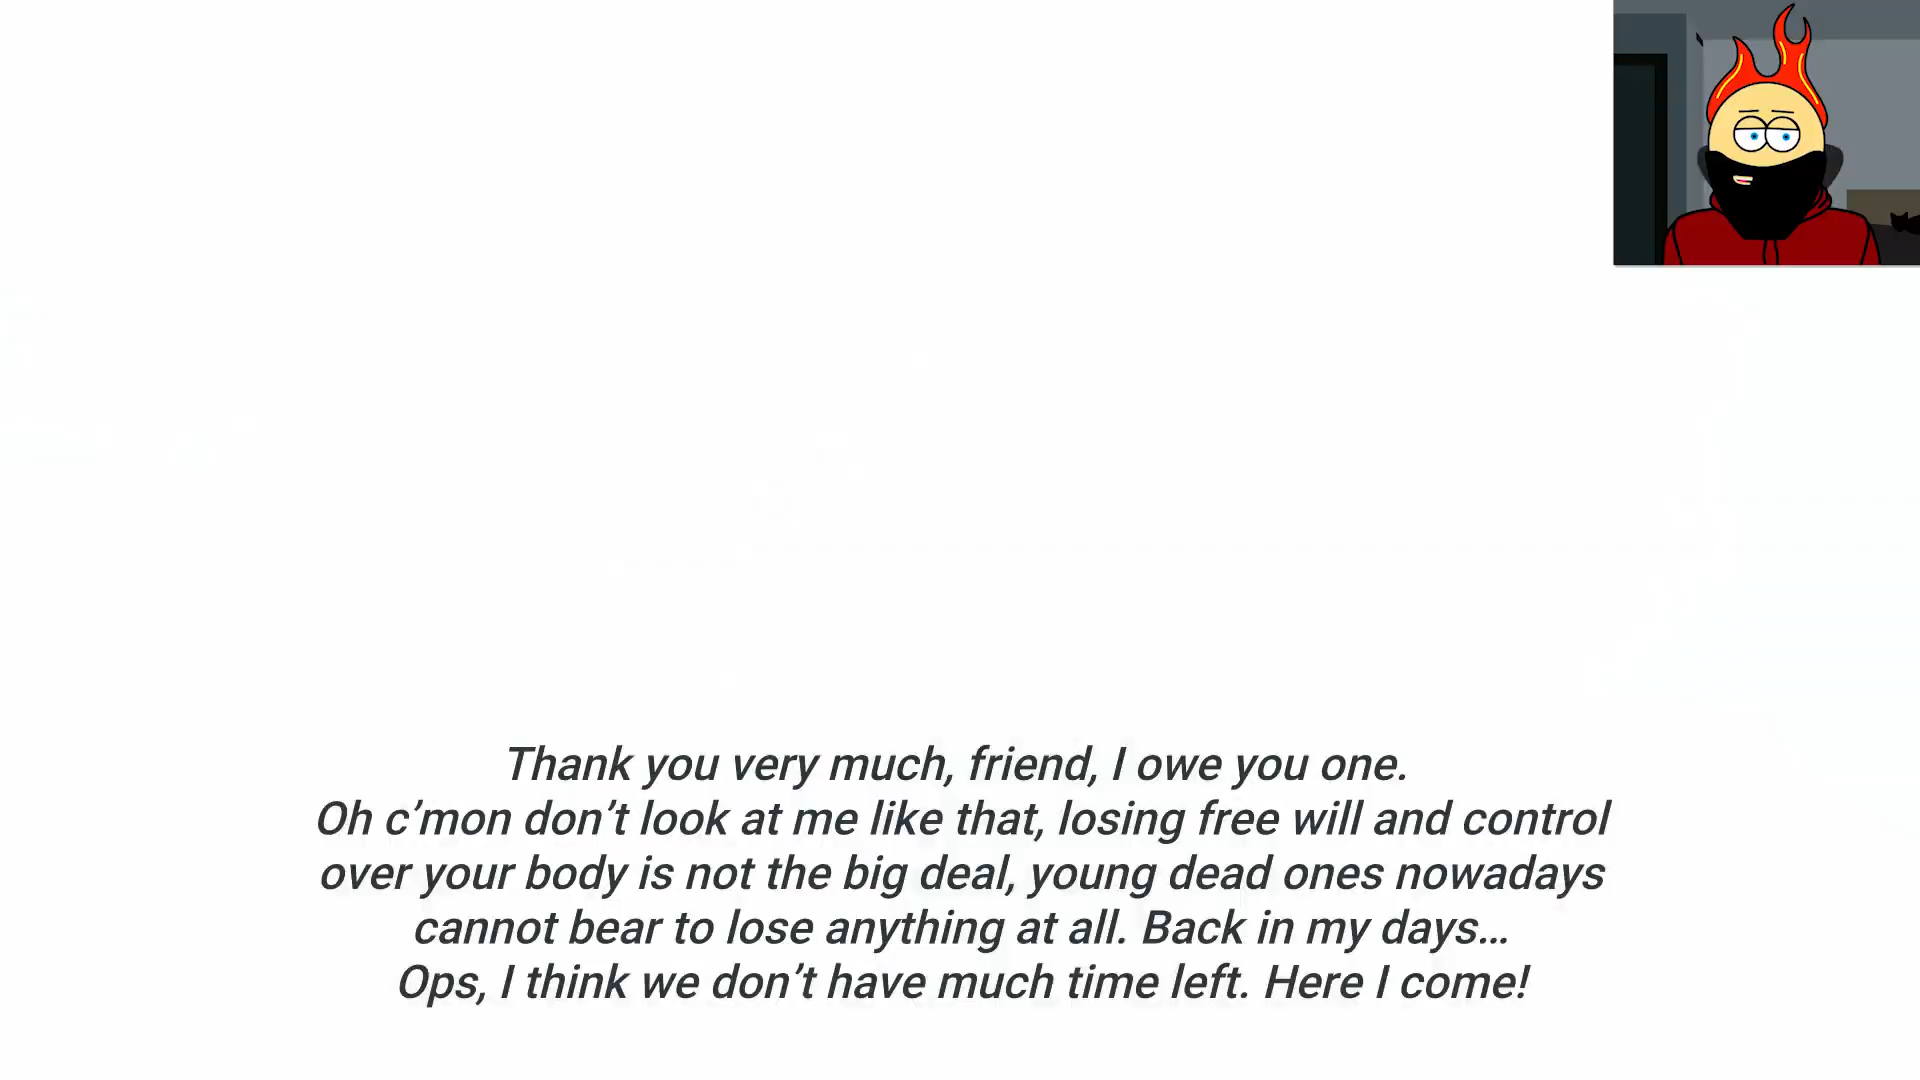 Thank you very much, friend, I owe you one.
Oh c’mon don’t look at me like that, losing free will and control
over your body is not the big deal, young dead ones nowadays
cannot bear to lose anything at all. Back in my days…
Ops, I think we don’t have much time left. Here I come!